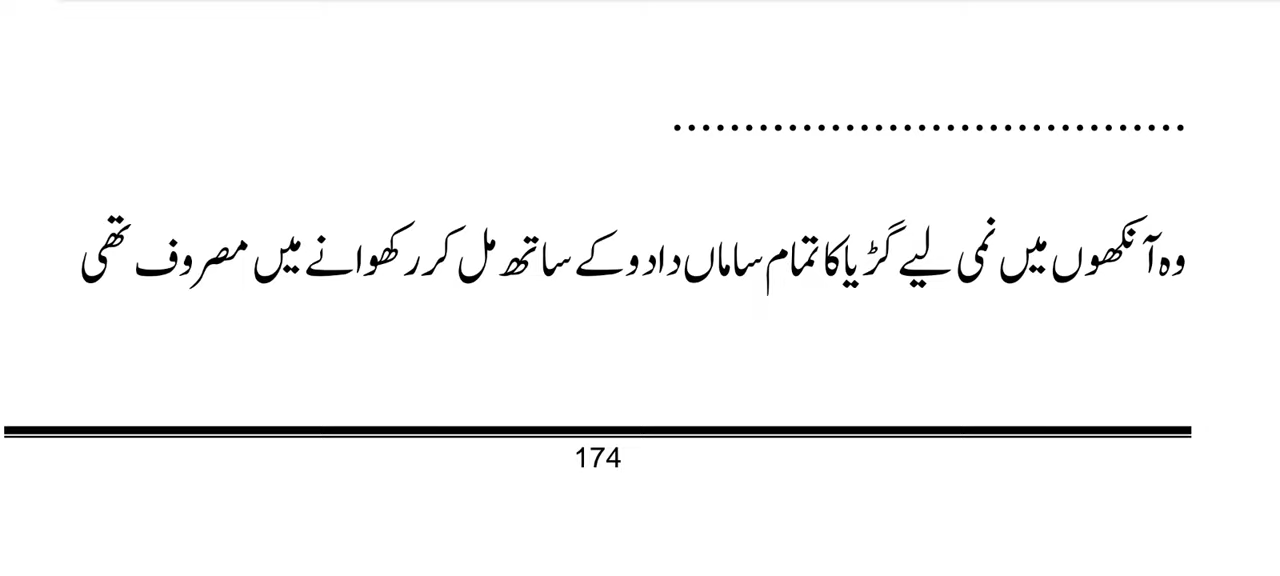 ....................................
وہ آنکھوں میں نمی لیے گڑیا کا تمام ساماں دادو کے ساتھ مل کر رکھوانے میں مصروف تھی
174